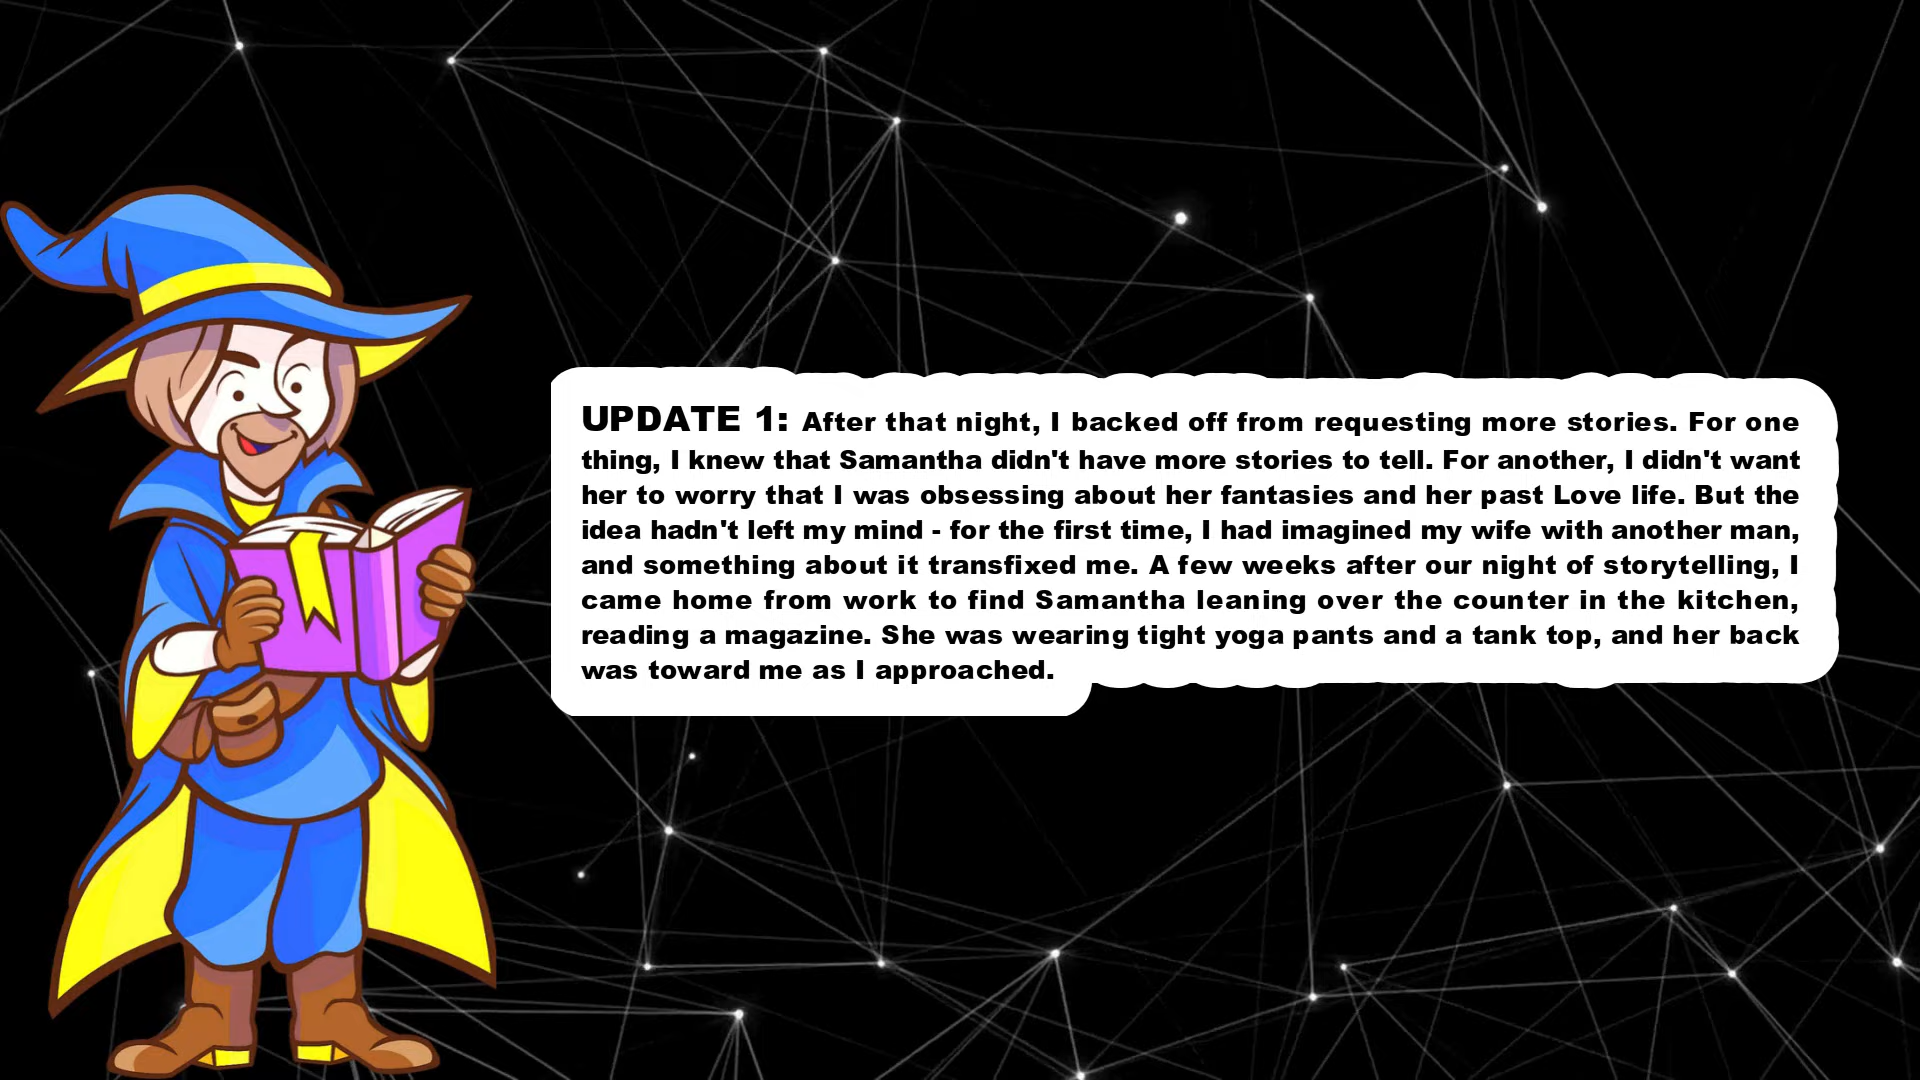 UPDATE 1: After that night, I backed off from requesting more stories. For one
thing, I knew that Samantha didn't have more stories to tell. For another, I didn't want
her to worry that I was obsessing about her fantasies and her past Love life. But the
idea hadn't left my mind - for the first time, I had imagined my wife with another man,
and something about it transfixed me. A few weeks after our night of storytelling, I
came home from work to find Samantha leaning over the counter in the kitchen,
reading a magazine. She was wearing tight yoga pants and a tank top, and her back
was toward me as I approached.